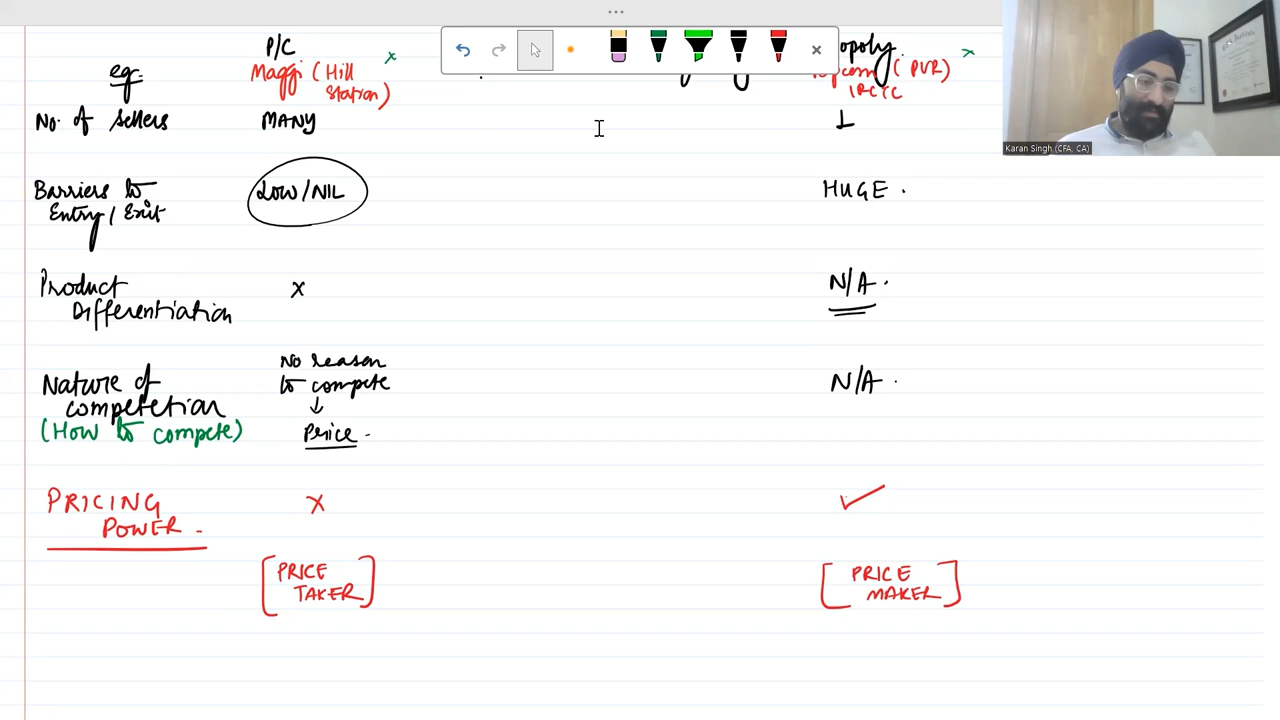 P/C
opoly.
eg.
Maggi (Hill Station) x
(PVR) x
IRCTC
No. of Sellers MANY 1
Barriers to Entry/Exit LOW/NIL HUGE.
Product Differentiation x N/A.
Nature of competetion
(How to compete)
No reason
to compete
↓
Price.
N/A.
PRICING POWER. x ✓
[PRICE TAKER] [PRICE MAKER]
Karan Singh (CFA, CA)